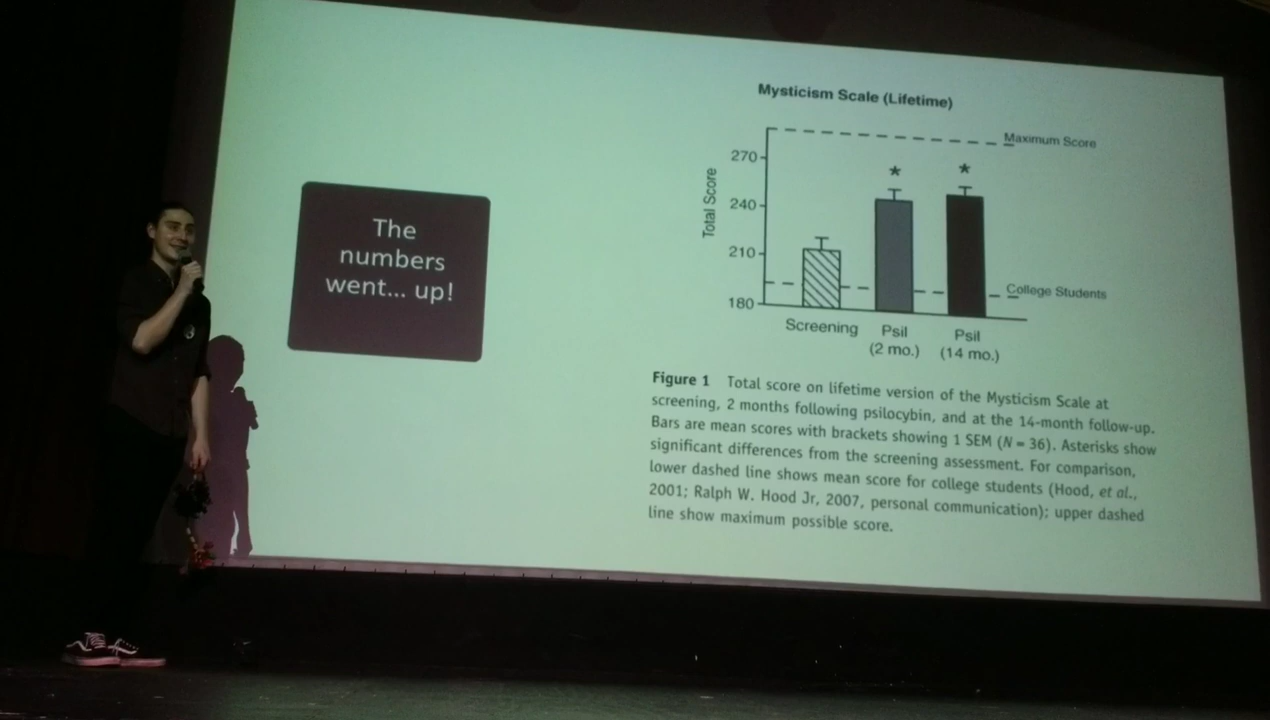 The
numbers
went... up!
Mysticism Scale (Lifetime)
Maximum Score
Total Score
270
240
210
180
*
*
College Students
Screening
Psil
(2 mo.)
Psil
(14 mo.)
Figure 1 Total score on lifetime version of the Mysticism Scale at
screening, 2 months following psilocybin, and at the 14-month follow-up.
Bars are mean scores with brackets showing 1 SEM (N = 36). Asterisks show
significant differences from the screening assessment. For comparison,
lower dashed line shows mean score for college students (Hood, et al.,
2001; Ralph W. Hood Jr, 2007, personal communication); upper dashed
line show maximum possible score.